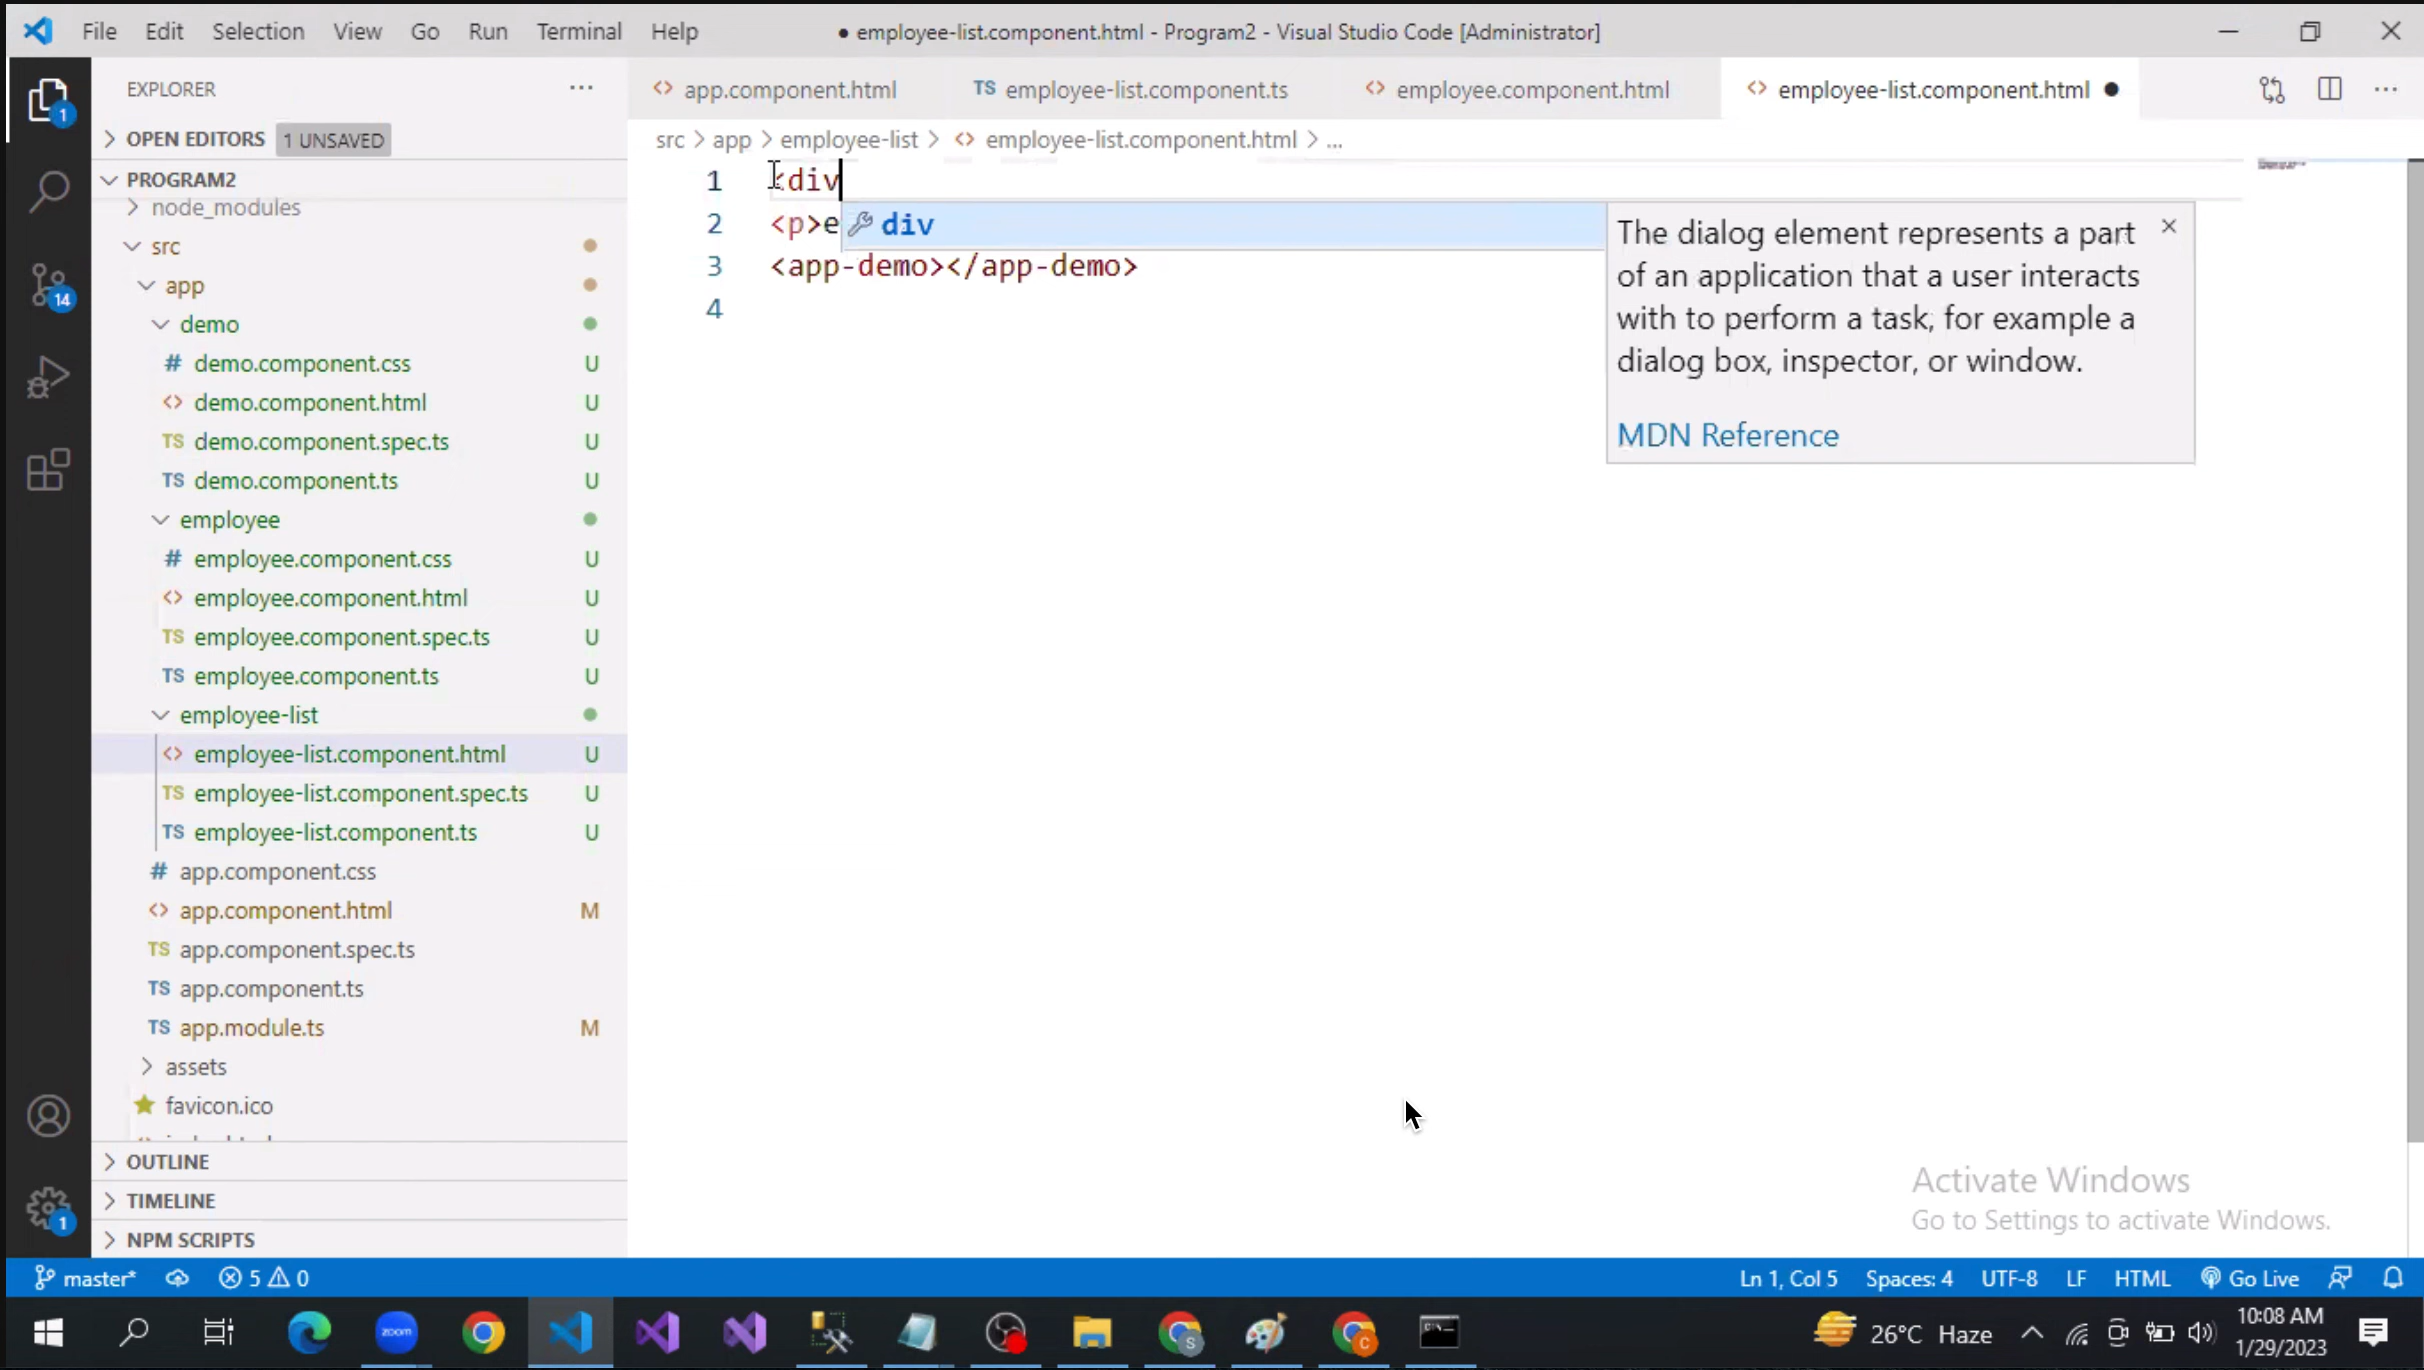 File Edit Selection View Go Run Terminal Help
● employee-list.component.html - Program2 - Visual Studio Code [Administrator]
EXPLORER
app.component.html
TS employee-list.component.ts
employee.component.html
employee-list.component.html
OPEN EDITORS 1 UNSAVED
src > app > employee-list > employee-list.component.html > ...
PROGRAM2
node_modules
src
app
demo
# demo.component.css U
<> demo.component.html U
TS demo.component.spec.ts U
TS demo.component.ts U
employee
# employee.component.css U
<> employee.component.html U
TS employee.component.spec.ts U
TS employee.component.ts U
employee-list
<> employee-list.component.html U
TS employee-list.component.spec.ts U
TS employee-list.component.ts U
# app.component.css
<> app.component.html M
TS app.component.spec.ts
TS app.component.ts
TS app.module.ts M
assets
favicon.ico
OUTLINE
TIMELINE
NPM SCRIPTS
1 <div
2 <p>e
div
3 <app-demo></app-demo>
4
The dialog element represents a part
of an application that a user interacts
with to perform a task, for example a
dialog box, inspector, or window.
MDN Reference
1
14
1
Activate Windows
Go to Settings to activate Windows.
master* 5 0
Ln 1, Col 5 Spaces: 4 UTF-8 LF HTML Go Live
zoom
S
C
26°C Haze
10:08 AM
1/29/2023